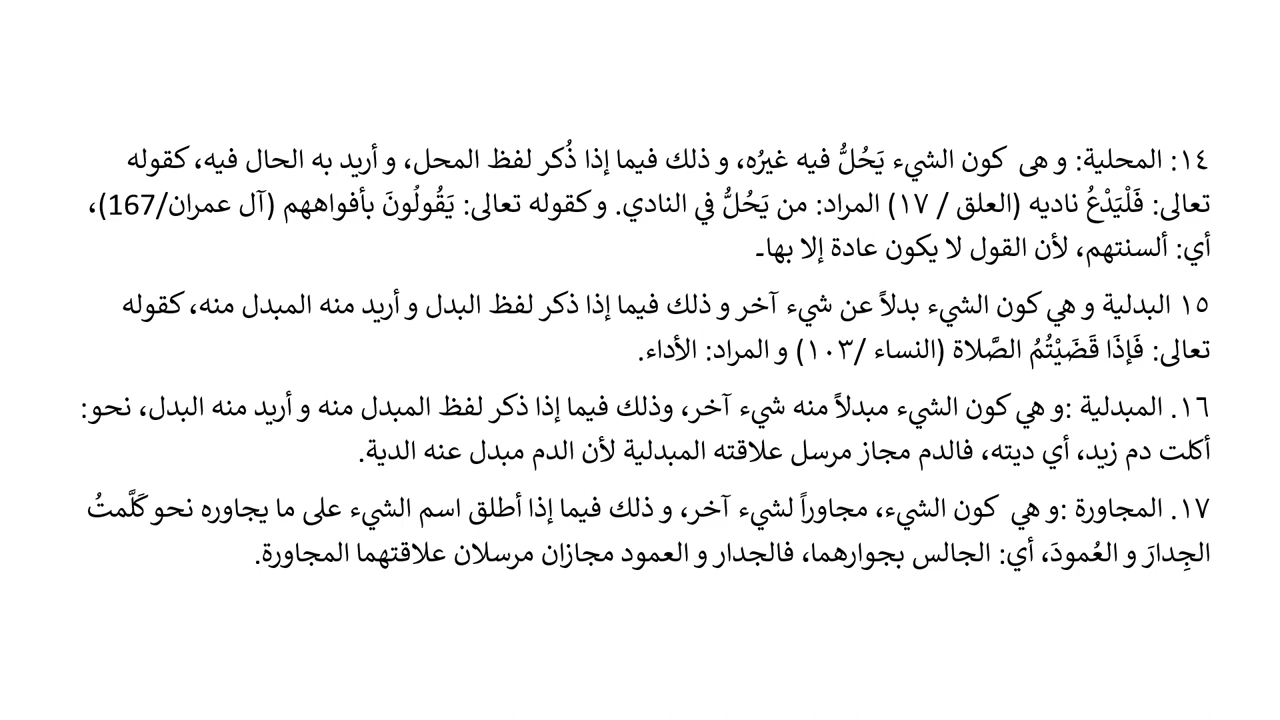 ١٤: المحلية: و هى كون الشيء يَحُلُّ فيه غيرُه، و ذلك فيما إذا ذُكر لفظ المحل، و أريد به الحال فيه، كقوله
تعالى: فَلْيَدْعُ ناديه (العلق / ١٧) المراد: من يَحُلُّ في النادي. و كقوله تعالى: يَقُولُونَ بأفواههم (آل عمران/167)،
أي: ألسنتهم، لأن القول لا يكون عادة إلا بها۔
١٥ البدلية و هي كون الشيء بدلاً عن شيء آخر و ذلك فيما إذا ذكر لفظ البدل و أريد منه المبدل منه، كقوله
تعالى: فَإذَا قَضَيْتُمُ الصَّلاة (النساء /١٠٣) و المراد: الأداء.
١٦. المبدلية :و هي كون الشيء مبدلاً منه شيء آخر، وذلك فيما إذا ذكر لفظ المبدل منه و أريد منه البدل، نحو:
أكلت دم زيد، أي ديته، فالدم مجاز مرسل علاقته المبدلية لأن الدم مبدل عنه الدية.
١٧. المجاورة :و هي كون الشيء، مجاوراً لشيء آخر، و ذلك فيما إذا أطلق اسم الشيء على ما يجاوره نحو كَلَّمتُ
الجِدارَ و العُمودَ، أي: الجالس بجوارهما، فالجدار و العمود مجازان مرسلان علاقتهما المجاورة.